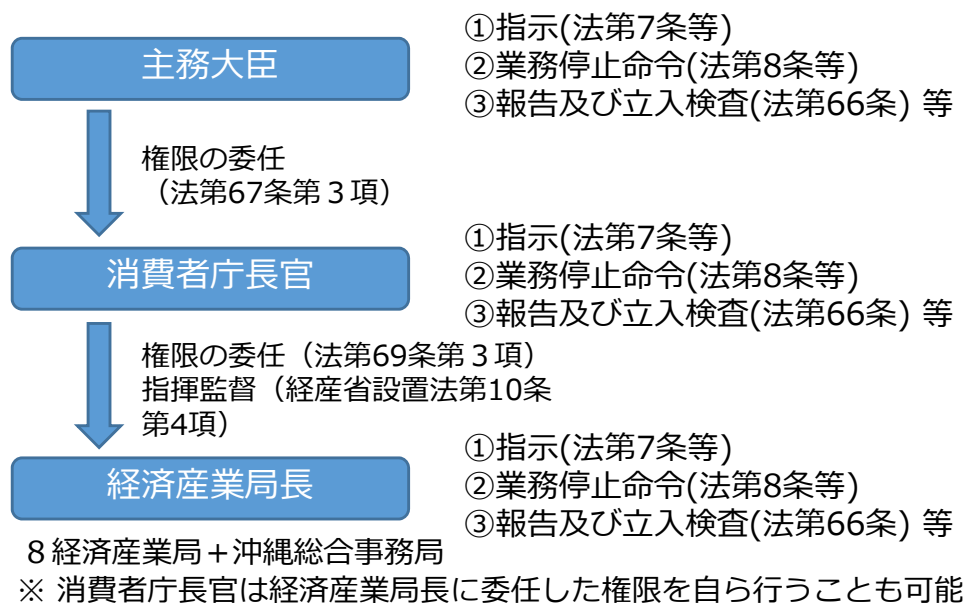 主務大臣
①指示(法第7条等)
②業務停止命令(法第8条等)
③報告及び立入検査(法第66条) 等
権限の委任
（法第67条第３項）
消費者庁長官
①指示(法第7条等)
②業務停止命令(法第8条等)
③報告及び立入検査(法第66条) 等
権限の委任（法第69条第３項）
指揮監督（経産省設置法第10条
第4項）
経済産業局長
①指示(法第7条等)
②業務停止命令(法第8条等)
③報告及び立入検査(法第66条) 等
８経済産業局＋沖縄総合事務局
※ 消費者庁長官は経済産業局長に委任した権限を自ら行うことも可能